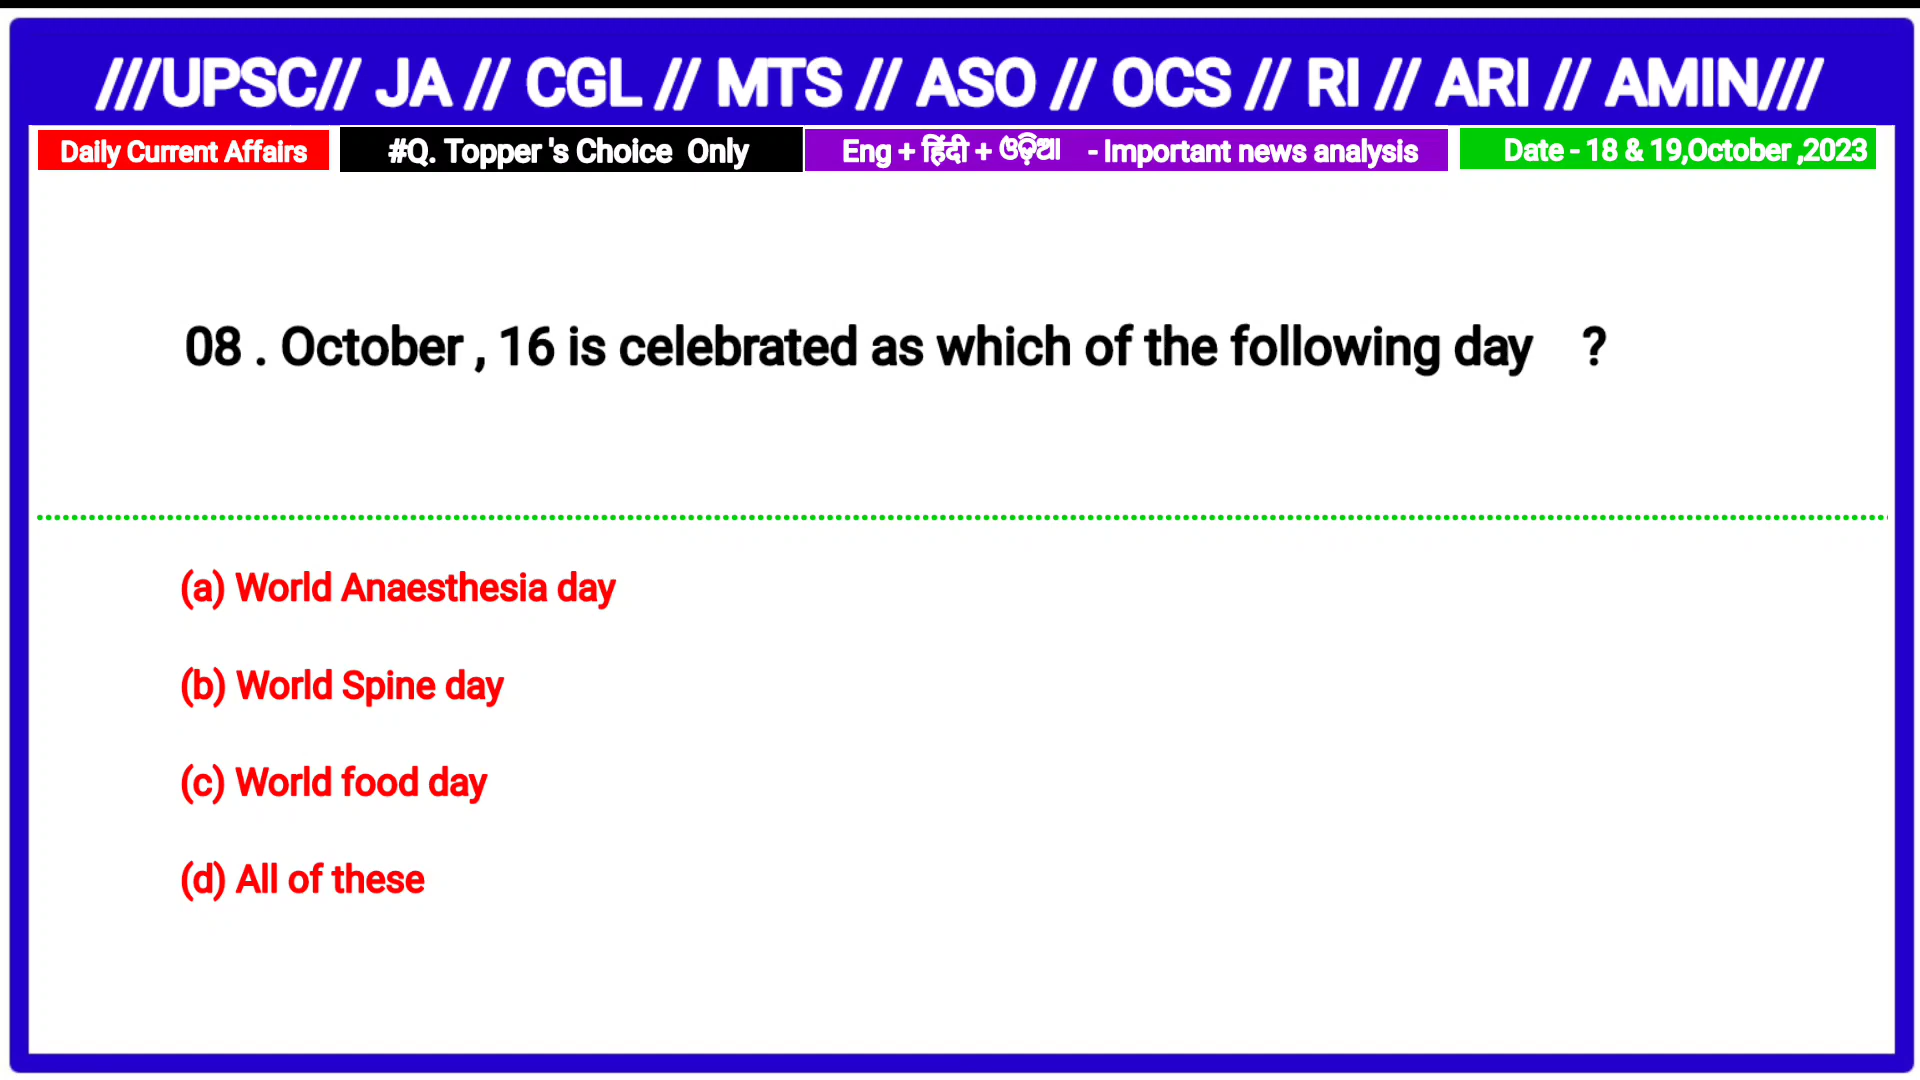 ///UPSC// JA // CGL // MTS // ASO // OCS // RI // ARI // AMIN///
Daily Current Affairs #Q. Topper 's Choice Only Eng + हिंदी + ଓଡ଼ିଆ - Important news analysis Date - 18 & 19,October ,2023
08 . October , 16 is celebrated as which of the following day ?
(a) World Anaesthesia day
(b) World Spine day
(c) World food day
(d) All of these